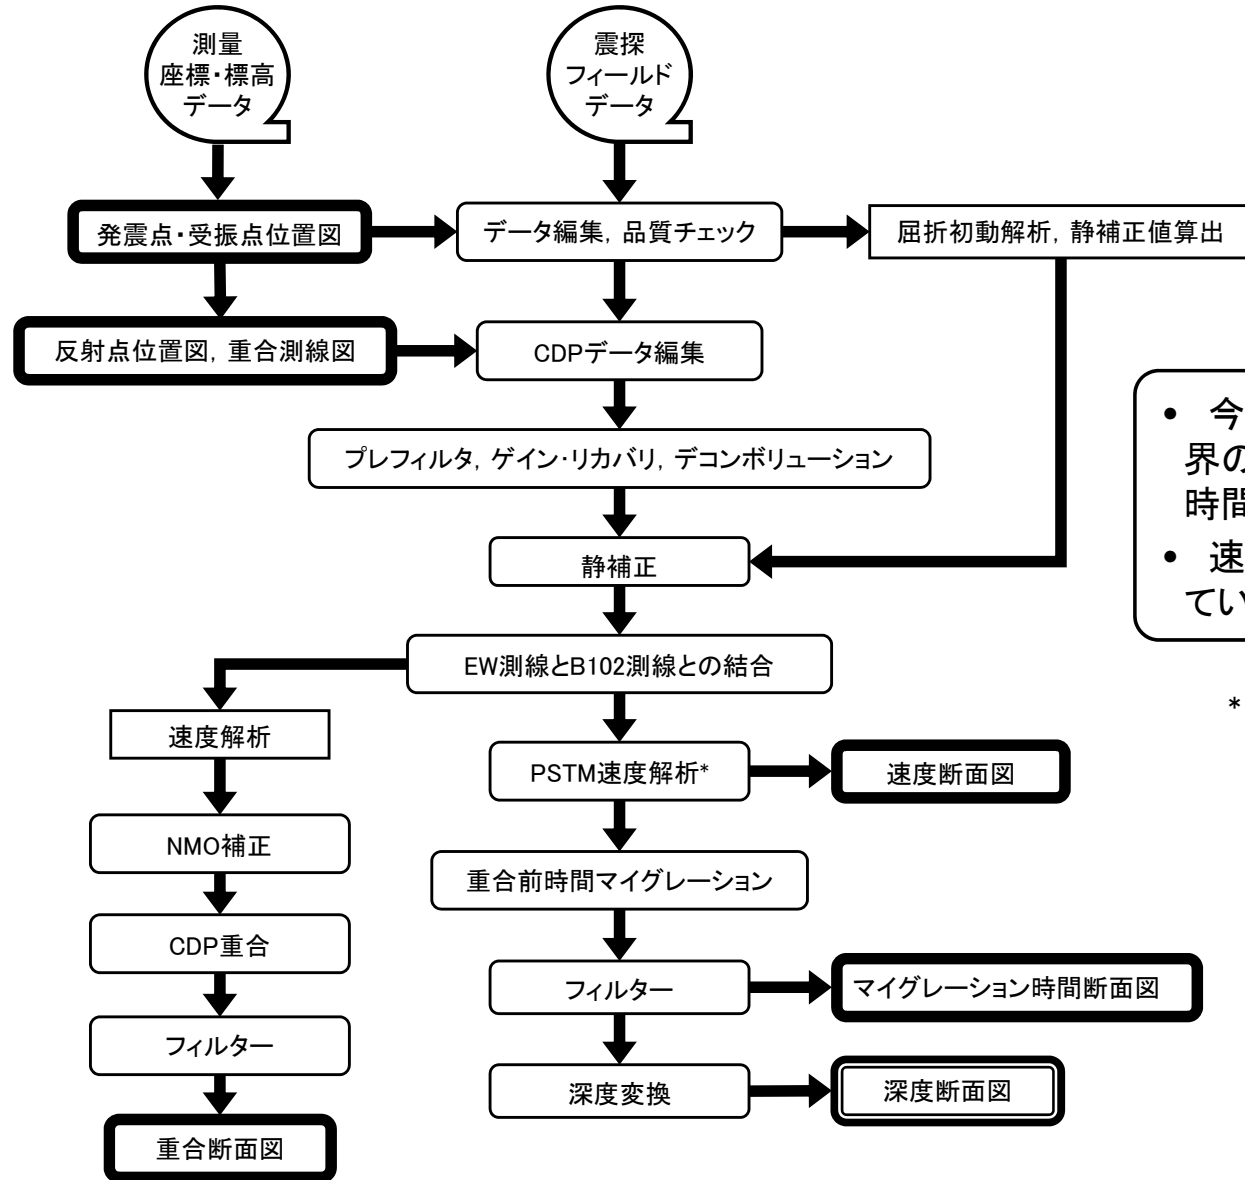 測量
座標・標高
データ
震探
フィールド
データ
発震点・受振点位置図
データ編集, 品質チェック
屈折初動解析, 静補正値算出
反射点位置図, 重合測線図
CDPデータ編集
プレフィルタ, ゲイン・リカバリ, デコンボリューション
• 今
界の
時間
• 速
てい
静補正
EW測線とB102測線との結合
*
速度解析
PSTM速度解析*
速度断面図
NMO補正
重合前時間マイグレーション
CDP重合
フィルター
マイグレーション時間断面図
フィルター
深度変換
深度断面図
重合断面図